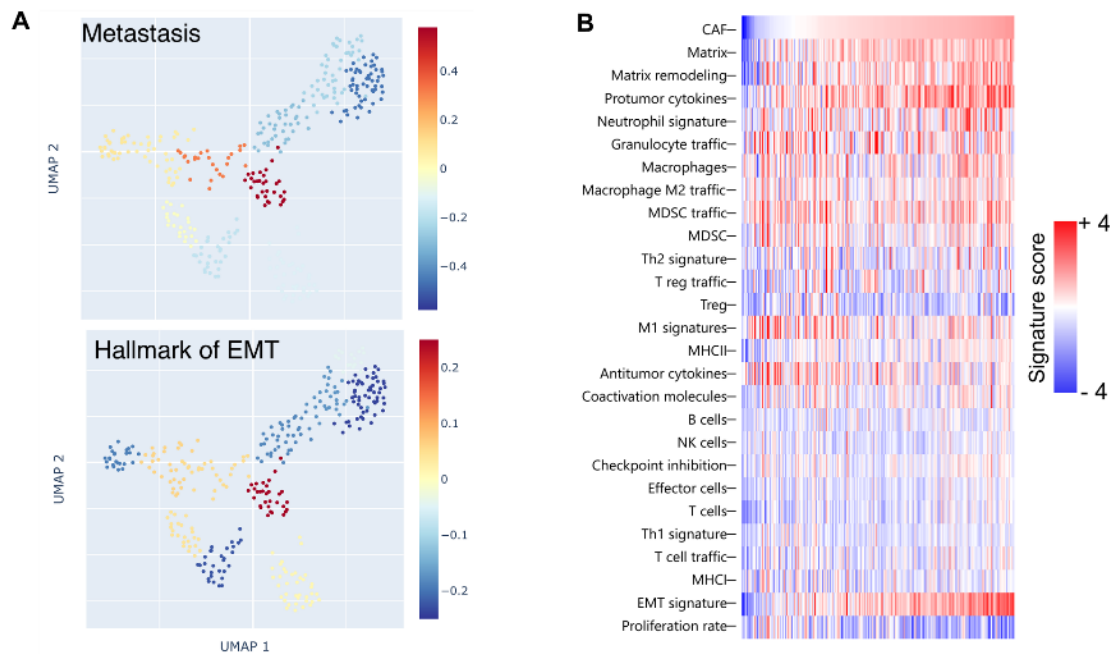 A
Metastasis
0.4
0.2
0
−0.2
−0.4
UMAP 2
Hallmark of EMT
0.2
0.1
0
−0.1
−0.2
UMAP 2
UMAP 1
B
CAF
Matrix
Matrix remodeling
Protumor cytokines
Neutrophil signature
Granulocyte traffic
Macrophages
Macrophage M2 traffic
MDSC traffic
MDSC
Th2 signature
T reg traffic
Treg
M1 signatures
MHCII
Antitumor cytokines
Coactivation molecules
B cells
NK cells
Checkpoint inhibition
Effector cells
T cells
Th1 signature
T cell traffic
MHCI
EMT signature
Proliferation rate
Signature score
+ 4
- 4